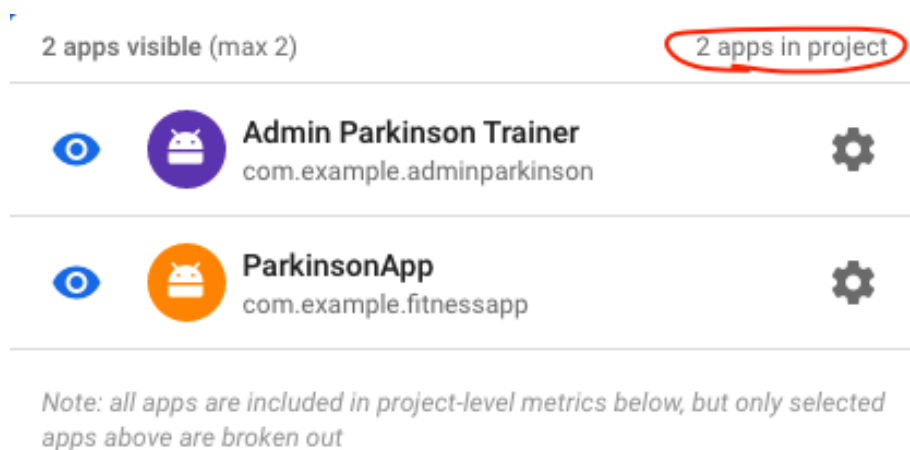 2 apps visible (max 2)
2 apps in project
Admin Parkinson Trainer
com.example.adminparkinson
ParkinsonApp
com.example.fitnessapp
Note: all apps are included in project-level metrics below, but only selected
apps above are broken out